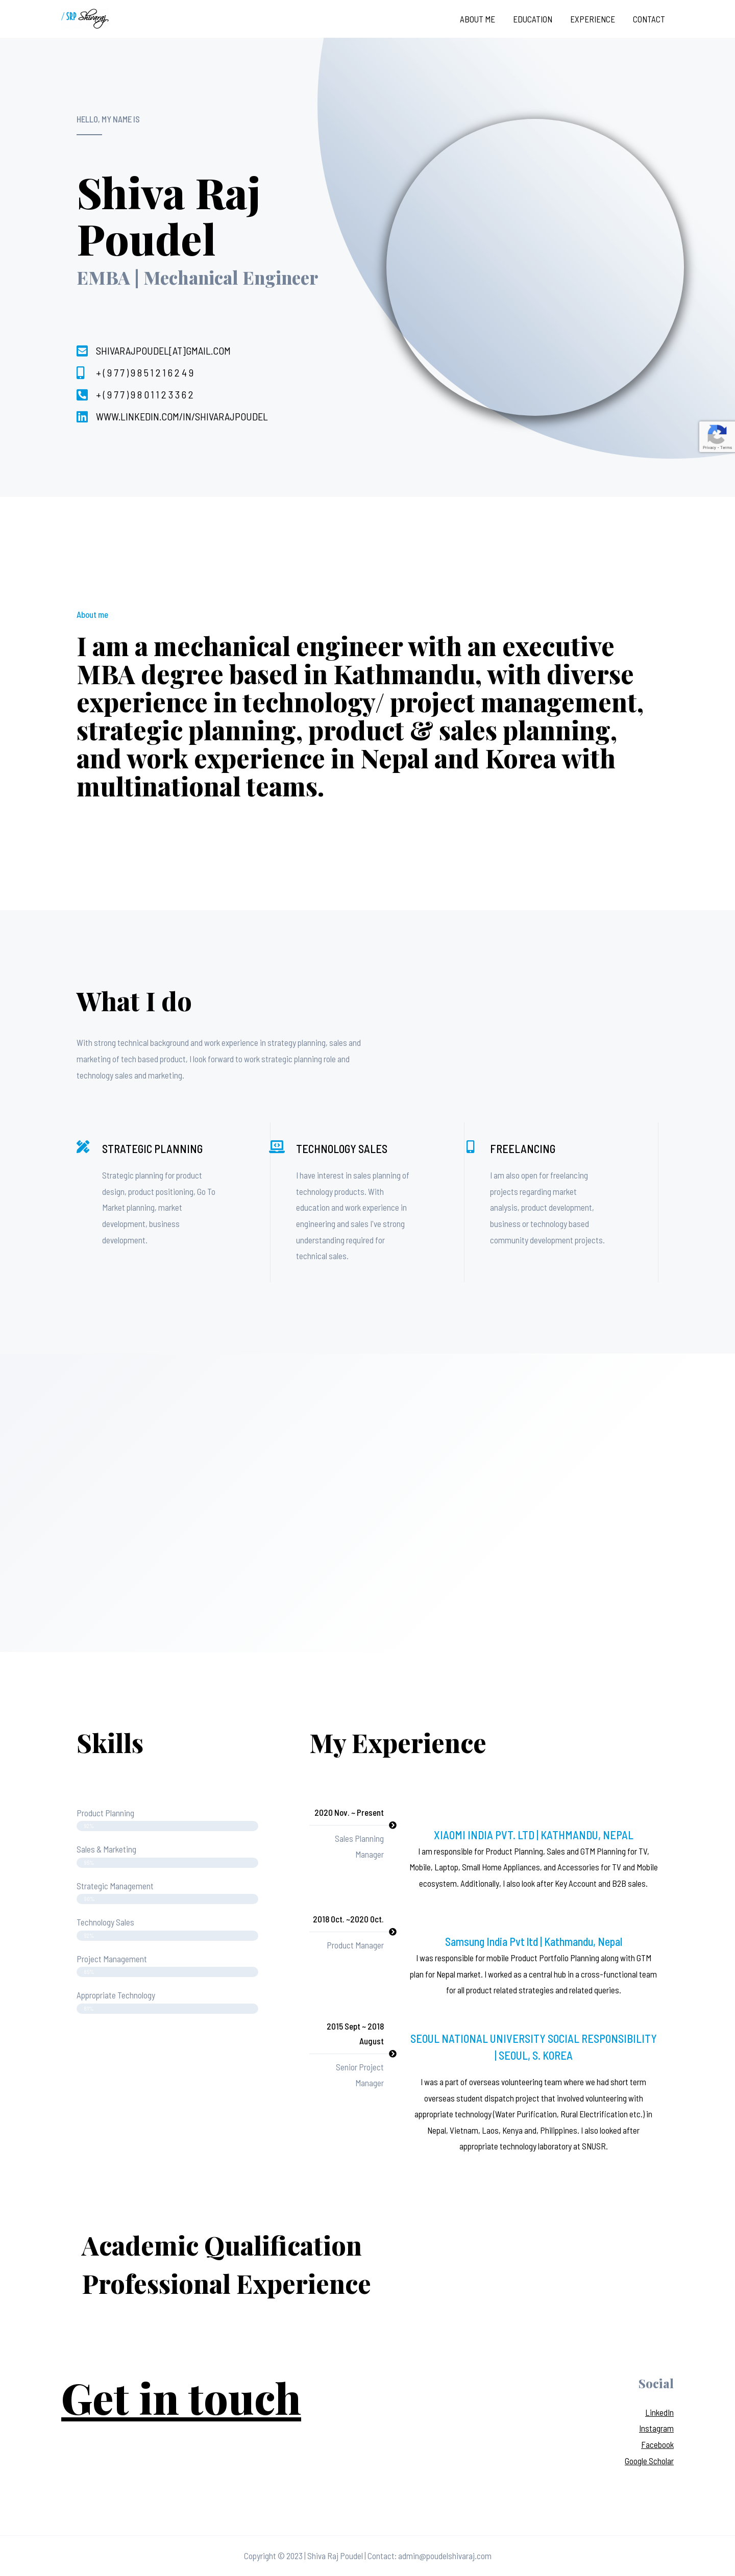 / SRP Shivaraj
ABOUT ME EDUCATION EXPERIENCE CONTACT
HELLO, MY NAME IS
Shiva Raj
Poudel
EMBA | Mechanical Engineer
SHIVARAJPOUDEL[AT]GMAIL.COM
+(977)9851216249
+(977)9801123362
WWW.LINKEDIN.COM/IN/SHIVARAJPOUDEL
Privacy - Terms
About me
I am a mechanical engineer with an executive
MBA degree based in Kathmandu, with diverse
experience in technology/ project management,
strategic planning, product & sales planning,
and work experience in Nepal and Korea with
multinational teams.
What I do
With strong technical background and work experience in strategy planning, sales and
marketing of tech based product, I look forward to work strategic planning role and
technology sales and marketing.
STRATEGIC PLANNING
Strategic planning for product
design, product positioning, Go To
Market planning, market
development, business
development.
TECHNOLOGY SALES
I have interest in sales planning of
technology products. With
education and work experience in
engineering and sales I've strong
understanding required for
technical sales.
FREELANCING
I am also open for freelancing
projects regarding market
analysis, product development,
business or technology based
community development projects.
Skills
Product Planning
Sales & Marketing
Strategic Management
Technology Sales
Project Management
Appropriate Technology
My Experience
2020 Nov. ~ Present
Sales Planning
Manager
XIAOMI INDIA PVT. LTD | KATHMANDU, NEPAL
I am responsible for Product Planning, Sales and GTM Planning for TV,
Mobile, Laptop, Small Home Appliances, and Accessories for TV and Mobile
ecosystem. Additionally, I also look after Key Account and B2B sales.
2018 Oct. ~2020 Oct.
Product Manager
Samsung India Pvt ltd | Kathmandu, Nepal
I was responsible for mobile Product Portfolio Planning along with GTM
plan for Nepal market. I worked as a central hub in a cross-functional team
for all product related strategies and related queries.
2015 Sept – 2018
August
Senior Project
Manager
SEOUL NATIONAL UNIVERSITY SOCIAL RESPONSIBILITY
| SEOUL, S. KOREA
I was a part of overseas volunteering team where we had short term
overseas student dispatch project that involved volunteering with
appropriate technology (Water Purification, Rural Electrification etc.) in
Nepal, Vietnam, Laos, Kenya and, Philippines. I also looked after
appropriate technology laboratory at SNUSR.
Academic Qualification
Professional Experience
Get in touch
Social
LinkedIn
Instagram
Facebook
Google Scholar
Copyright © 2023 | Shiva Raj Poudel | Contact: admin@poudelshivaraj.com